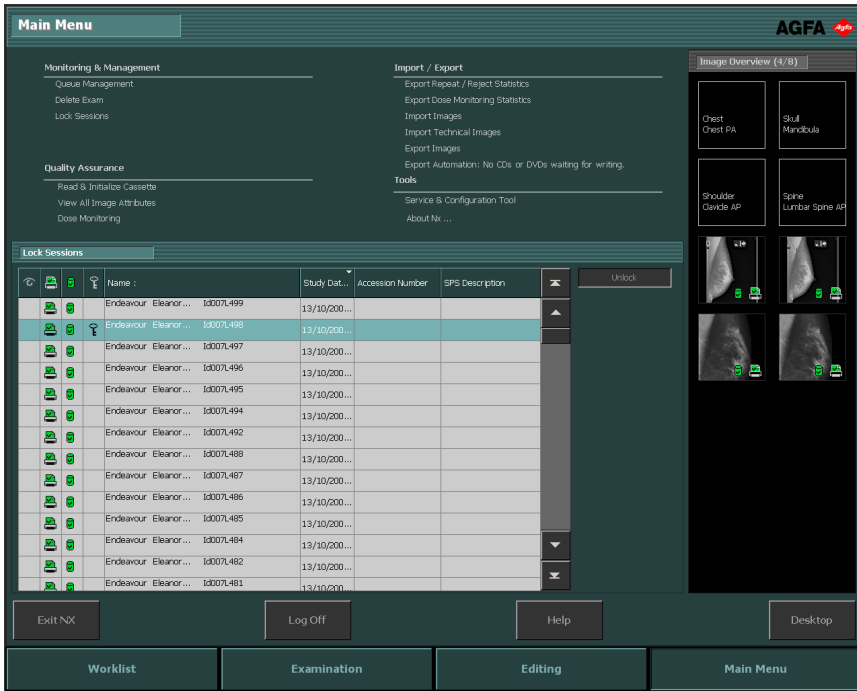 Main Menu
AGFA
Agfa
Monitoring & Management
Queue Management
Delete Exam
Lock Sessions
Quality Assurance
Read & Initialize Cassette
View All Image Attributes
Dose Monitoring
Import / Export
Export Repeat / Reject Statistics
Export Dose Monitoring Statistics
Import Images
Import Technical Images
Export Images
Export Automation: No CDs or DVDs waiting for writing.
Tools
Service & Configuration Tool
About Nx ...
Image Overview (4/8)
Chest
Chest PA
Skull
Mandibula
Shoulder
Clavicle AP
Spine
Lumbar Spine AP
Lock Sessions
Name : Study Dat... Accession Number SPS Description
Unlock
Endeavour Eleanor... Id007L499 13/10/200...
Endeavour Eleanor... Id007L498 13/10/200...
Endeavour Eleanor... Id007L497 13/10/200...
Endeavour Eleanor... Id007L496 13/10/200...
Endeavour Eleanor... Id007L495 13/10/200...
Endeavour Eleanor... Id007L494 13/10/200...
Endeavour Eleanor... Id007L492 13/10/200...
Endeavour Eleanor... Id007L488 13/10/200...
Endeavour Eleanor... Id007L487 13/10/200...
Endeavour Eleanor... Id007L486 13/10/200...
Endeavour Eleanor... Id007L485 13/10/200...
Endeavour Eleanor... Id007L484 13/10/200...
Endeavour Eleanor... Id007L482 13/10/200...
Endeavour Eleanor... Id007L481 13/10/200...
Exit NX
Log Off
Help
Desktop
Worklist
Examination
Editing
Main Menu